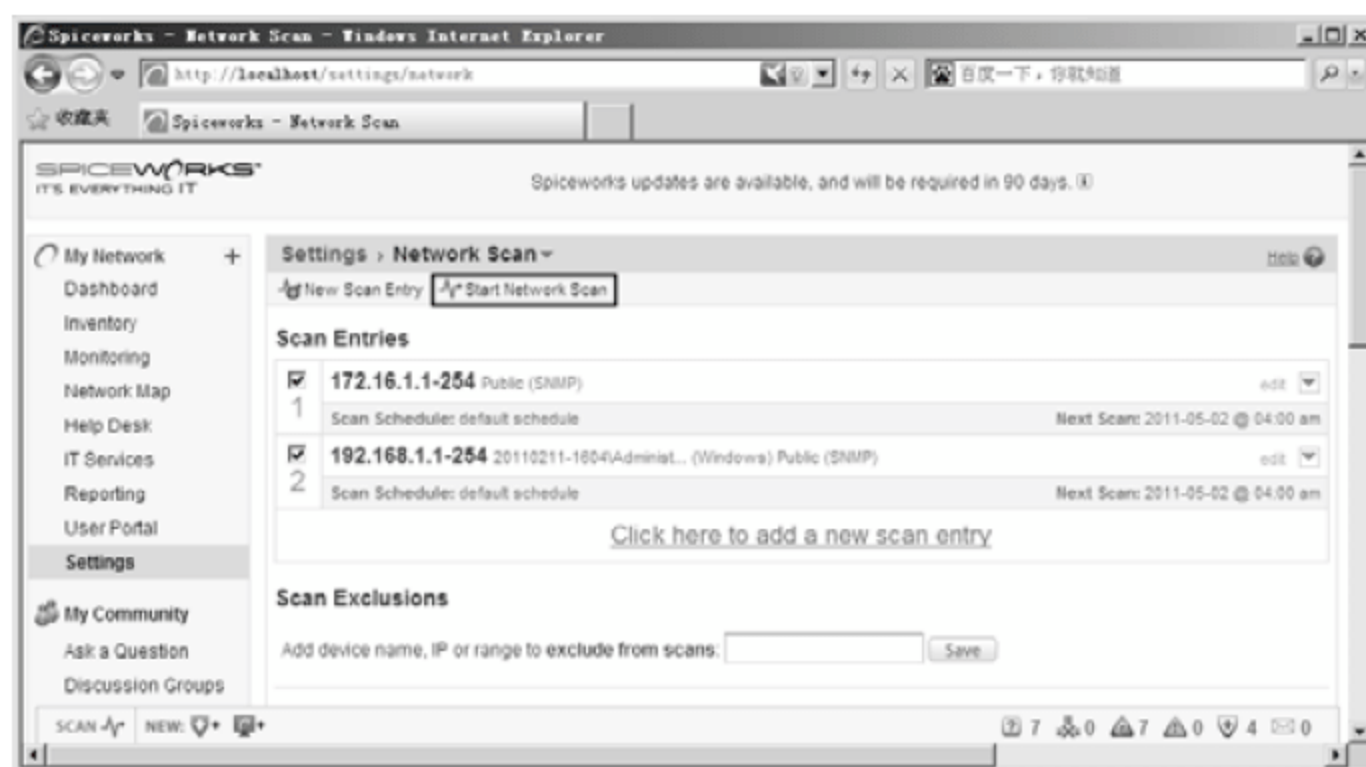 Spiceworks - Network Scan - Windows Internet Explorer
http://localhost/settings/network
百度一下，你就知道
收藏夹
Spiceworks - Network Scan
SPICEWORKS
IT'S EVERYTHING IT
Spiceworks updates are available, and will be required in 90 days.
My Network +
Dashboard
Inventory
Monitoring
Network Map
Help Desk
IT Services
Reporting
User Portal
Settings
My Community
Ask a Question
Discussion Groups
Settings › Network Scan
Help
New Scan Entry
Start Network Scan
Scan Entries
172.16.1.1-254 Public (SNMP)
edit
1
Scan Schedule: default schedule
Next Scan: 2011-05-02 @ 04:00 am
192.168.1.1-254 20110211-1604\Administ... (Windows) Public (SNMP)
edit
2
Scan Schedule: default schedule
Next Scan: 2011-05-02 @ 04:00 am
Click here to add a new scan entry
Scan Exclusions
Add device name, IP or range to exclude from scans:
Save
SCAN
NEW:
7 0 7 0 4 0